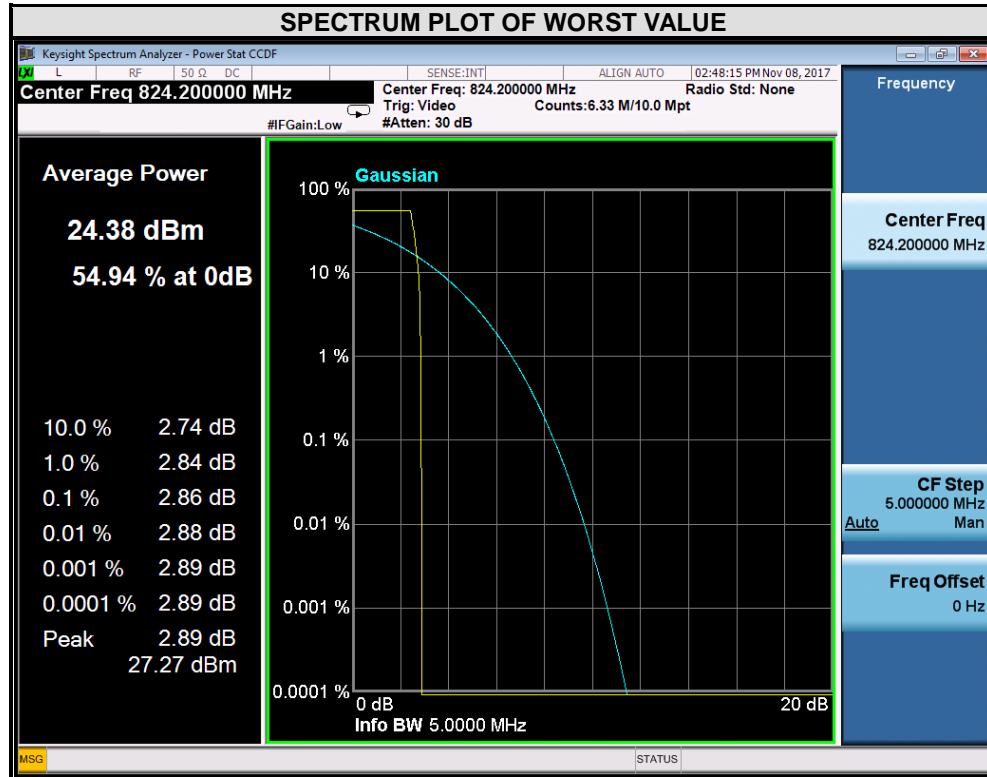 SPECTRUM PLOT OF WORST VALUE
Keysight Spectrum Analyzer - Power Stat CCDF
LXI L RF 50 Ω DC SENSE:INT ALIGN AUTO 02:48:15 PM Nov 08, 2017
Center Freq 824.200000 MHz
Center Freq: 824.200000 MHz Radio Std: None
Trig: Video Counts:6.33 M/10.0 Mpt
#IFGain:Low #Atten: 30 dB
Frequency
Average Power
24.38 dBm
54.94 % at 0dB
10.0 % 2.74 dB
1.0 % 2.84 dB
0.1 % 2.86 dB
0.01 % 2.88 dB
0.001 % 2.89 dB
0.0001 % 2.89 dB
Peak 2.89 dB
27.27 dBm
Gaussian
100 %
10 %
1 %
0.1 %
0.01 %
0.001 %
0.0001 %
0 dB 20 dB
Info BW 5.0000 MHz
Center Freq
824.200000 MHz
CF Step
5.000000 MHz
Auto Man
Freq Offset
0 Hz
MSG STATUS